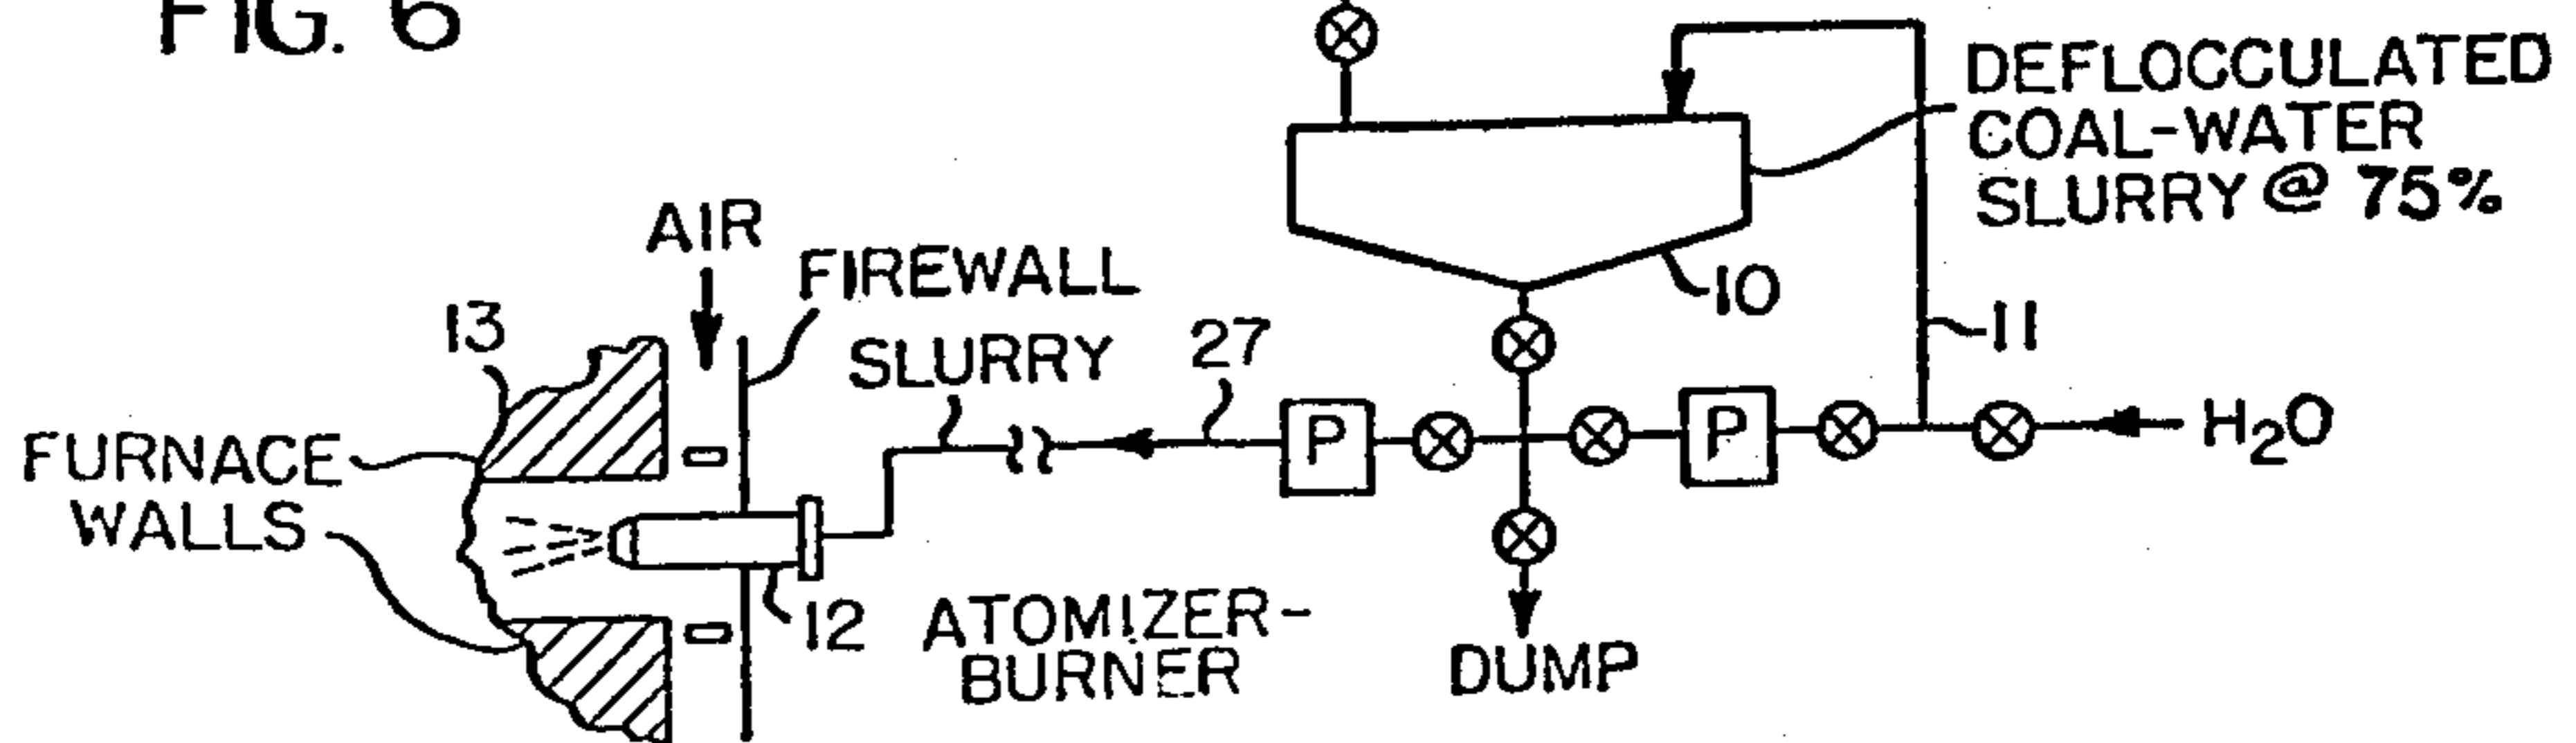 FIG. 6
DEFLOCCULATED
COAL-WATER
SLURRY @ 75%
AIR
FIREWALL
10
13
SLURRY
27
11
P
P
H₂O
FURNACE
WALLS
12
ATOMIZER-
BURNER
DUMP